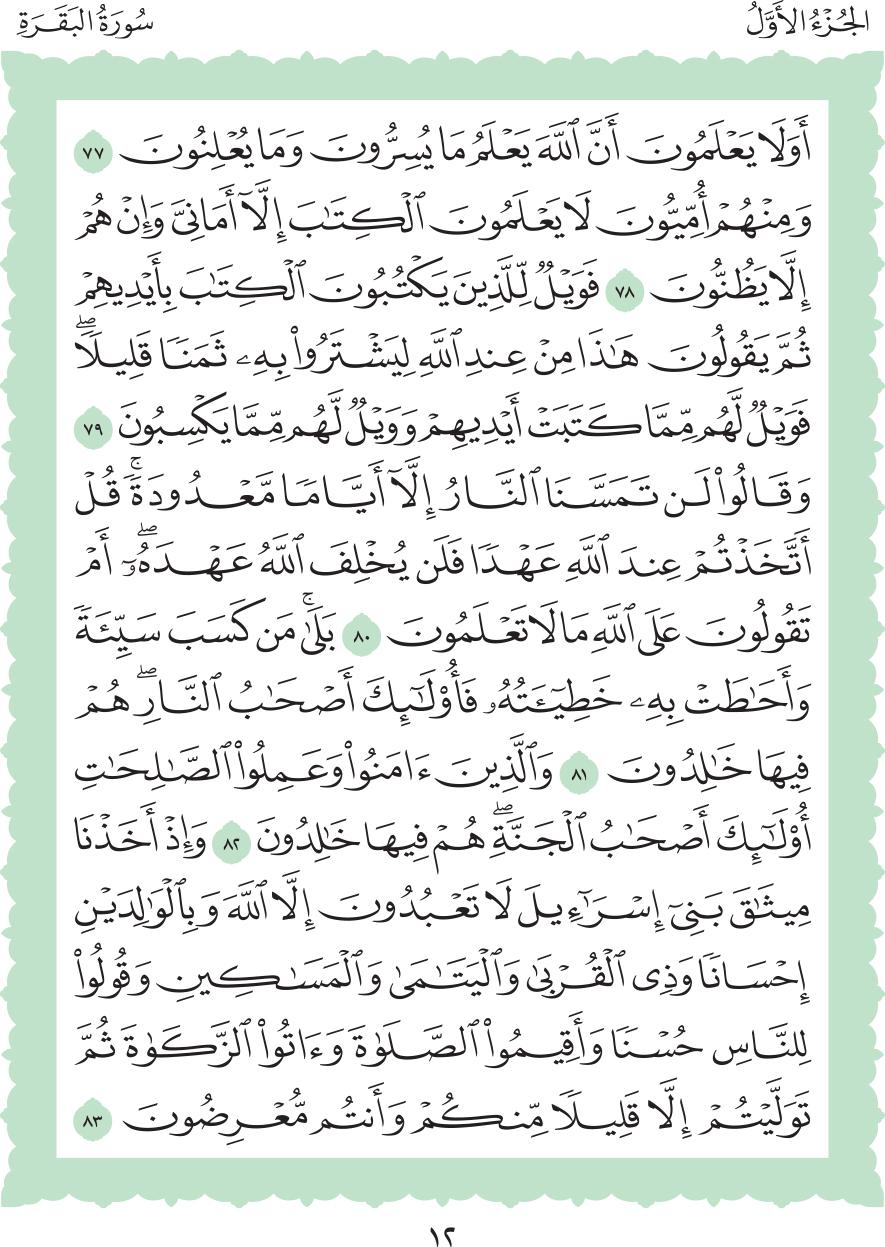 الجُزْءُ الأَوَّلُ
سُورَةُ البَقَرَةِ
أَوَلَا يَعْلَمُونَ أَنَّ ٱللَّهَ يَعْلَمُ مَا يُسِرُّونَ وَمَا يُعْلِنُونَ ٧٧
وَمِنْهُمْ أُمِّيُّونَ لَا يَعْلَمُونَ ٱلْكِتَٰبَ إِلَّآ أَمَانِىَّ وَإِنْ هُمْ
إِلَّا يَظُنُّونَ ٧٨ فَوَيْلٌ لِّلَّذِينَ يَكْتُبُونَ ٱلْكِتَٰبَ بِأَيْدِيهِمْ
ثُمَّ يَقُولُونَ هَٰذَا مِنْ عِندِ ٱللَّهِ لِيَشْتَرُوا۟ بِهِۦ ثَمَنًا قَلِيلًا ۖ
فَوَيْلٌ لَّهُم مِّمَّا كَتَبَتْ أَيْدِيهِمْ وَوَيْلٌ لَّهُم مِّمَّا يَكْسِبُونَ ٧٩
وَقَالُوا۟ لَن تَمَسَّنَا ٱلنَّارُ إِلَّآ أَيَّامًا مَّعْدُودَةً ۚ قُلْ
أَتَّخَذْتُمْ عِندَ ٱللَّهِ عَهْدًا فَلَن يُخْلِفَ ٱللَّهُ عَهْدَهُۥٓ ۖ أَمْ
تَقُولُونَ عَلَى ٱللَّهِ مَا لَا تَعْلَمُونَ ٨٠ بَلَىٰ ۚ مَن كَسَبَ سَيِّئَةً
وَأَحَٰطَتْ بِهِۦ خَطِيٓـَٔتُهُۥ فَأُو۟لَٰٓئِكَ أَصْحَٰبُ ٱلنَّارِ ۖ هُمْ
فِيهَا خَٰلِدُونَ ٨١ وَٱلَّذِينَ ءَامَنُوا۟ وَعَمِلُوا۟ ٱلصَّٰلِحَٰتِ
أُو۟لَٰٓئِكَ أَصْحَٰبُ ٱلْجَنَّةِ ۖ هُمْ فِيهَا خَٰلِدُونَ ٨٢ وَإِذْ أَخَذْنَا
مِيثَٰقَ بَنِىٓ إِسْرَٰٓءِيلَ لَا تَعْبُدُونَ إِلَّا ٱللَّهَ وَبِٱلْوَٰلِدَيْنِ
إِحْسَانًا وَذِى ٱلْقُرْبَىٰ وَٱلْيَتَٰمَىٰ وَٱلْمَسَٰكِينِ وَقُولُوا۟
لِلنَّاسِ حُسْنًا وَأَقِيمُوا۟ ٱلصَّلَوٰةَ وَءَاتُوا۟ ٱلزَّكَوٰةَ ثُمَّ
تَوَلَّيْتُمْ إِلَّا قَلِيلًا مِّنكُمْ وَأَنتُم مُّعْرِضُونَ ٨٣
١٢